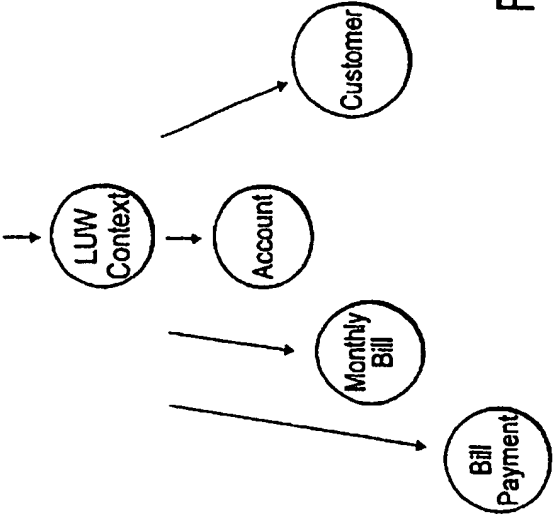 LUW
Context
Customer
Account
Monthly
Bill
Bill
Payment